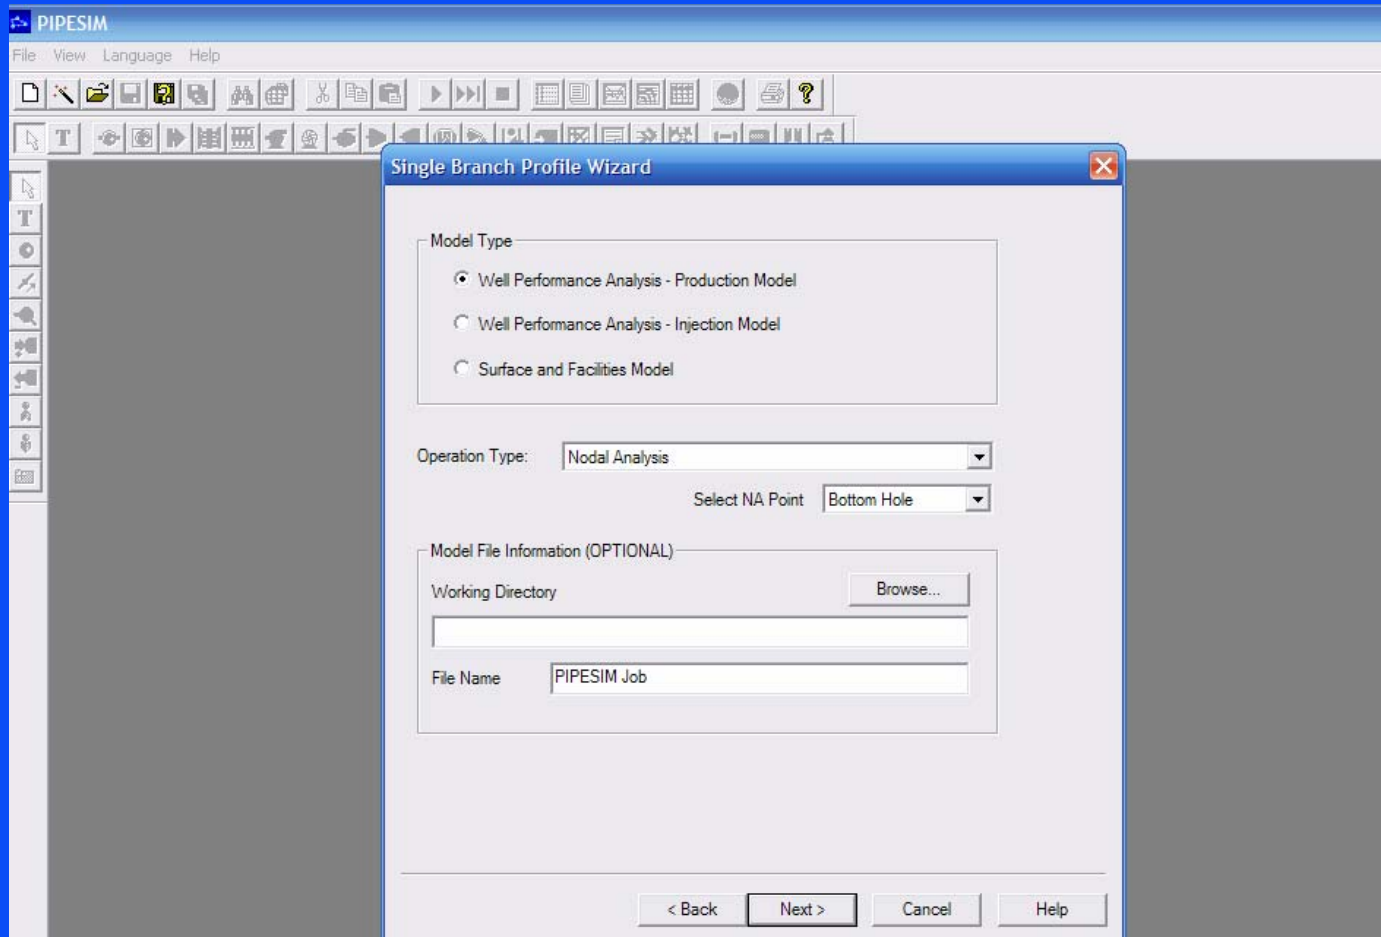 PIPESIM
File View Language Help
T
Single Branch Profile Wizard
T
Model Type
Well Performance Analysis - Production Model
Well Performance Analysis - Injection Model
Surface and Facilities Model
Operation Type: Nodal Analysis
Select NA Point Bottom Hole
Model File Information (OPTIONAL)
Working Directory Browse...
File Name PIPESIM Job
< Back Next > Cancel Help